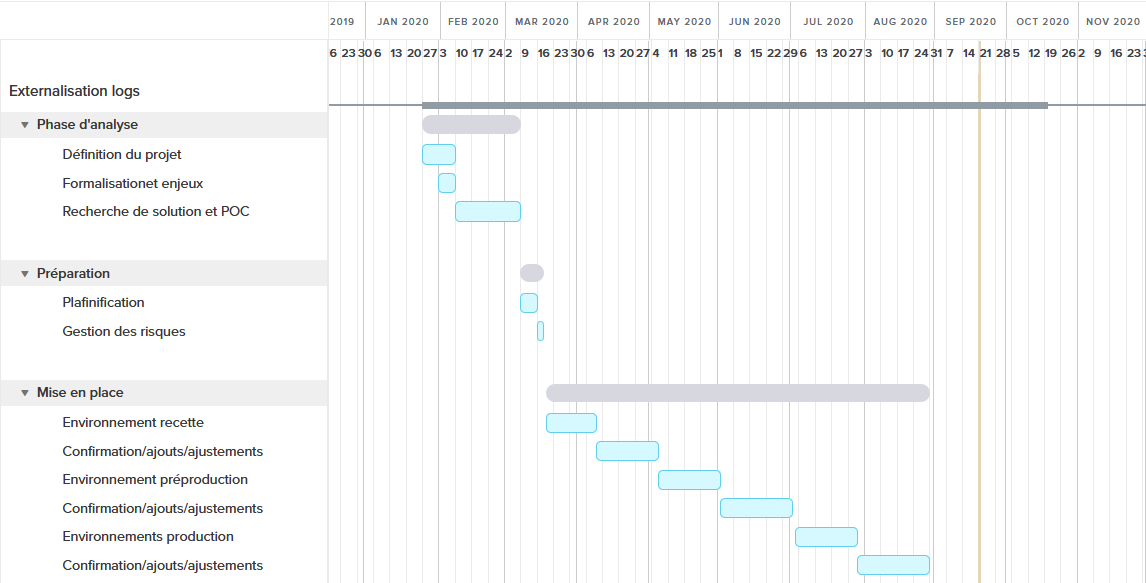 2019 JAN 2020 FEB 2020 MAR 2020 APR 2020 MAY 2020 JUN 2020 JUL 2020 AUG 2020 SEP 2020 OCT 2020 NOV 2020
6 23 30 6 13 20 27 3 10 17 24 2 9 16 23 30 6 13 20 27 4 11 18 25 1 8 15 22 29 6 13 20 27 3 10 17 24 31 7 14 21 28 5 12 19 26 2 9 16 23
Externalisation logs
Phase d'analyse
Définition du projet
Formalisationet enjeux
Recherche de solution et POC
Préparation
Plafinification
Gestion des risques
Mise en place
Environnement recette
Confirmation/ajouts/ajustements
Environnement préproduction
Confirmation/ajouts/ajustements
Environnements production
Confirmation/ajouts/ajustements